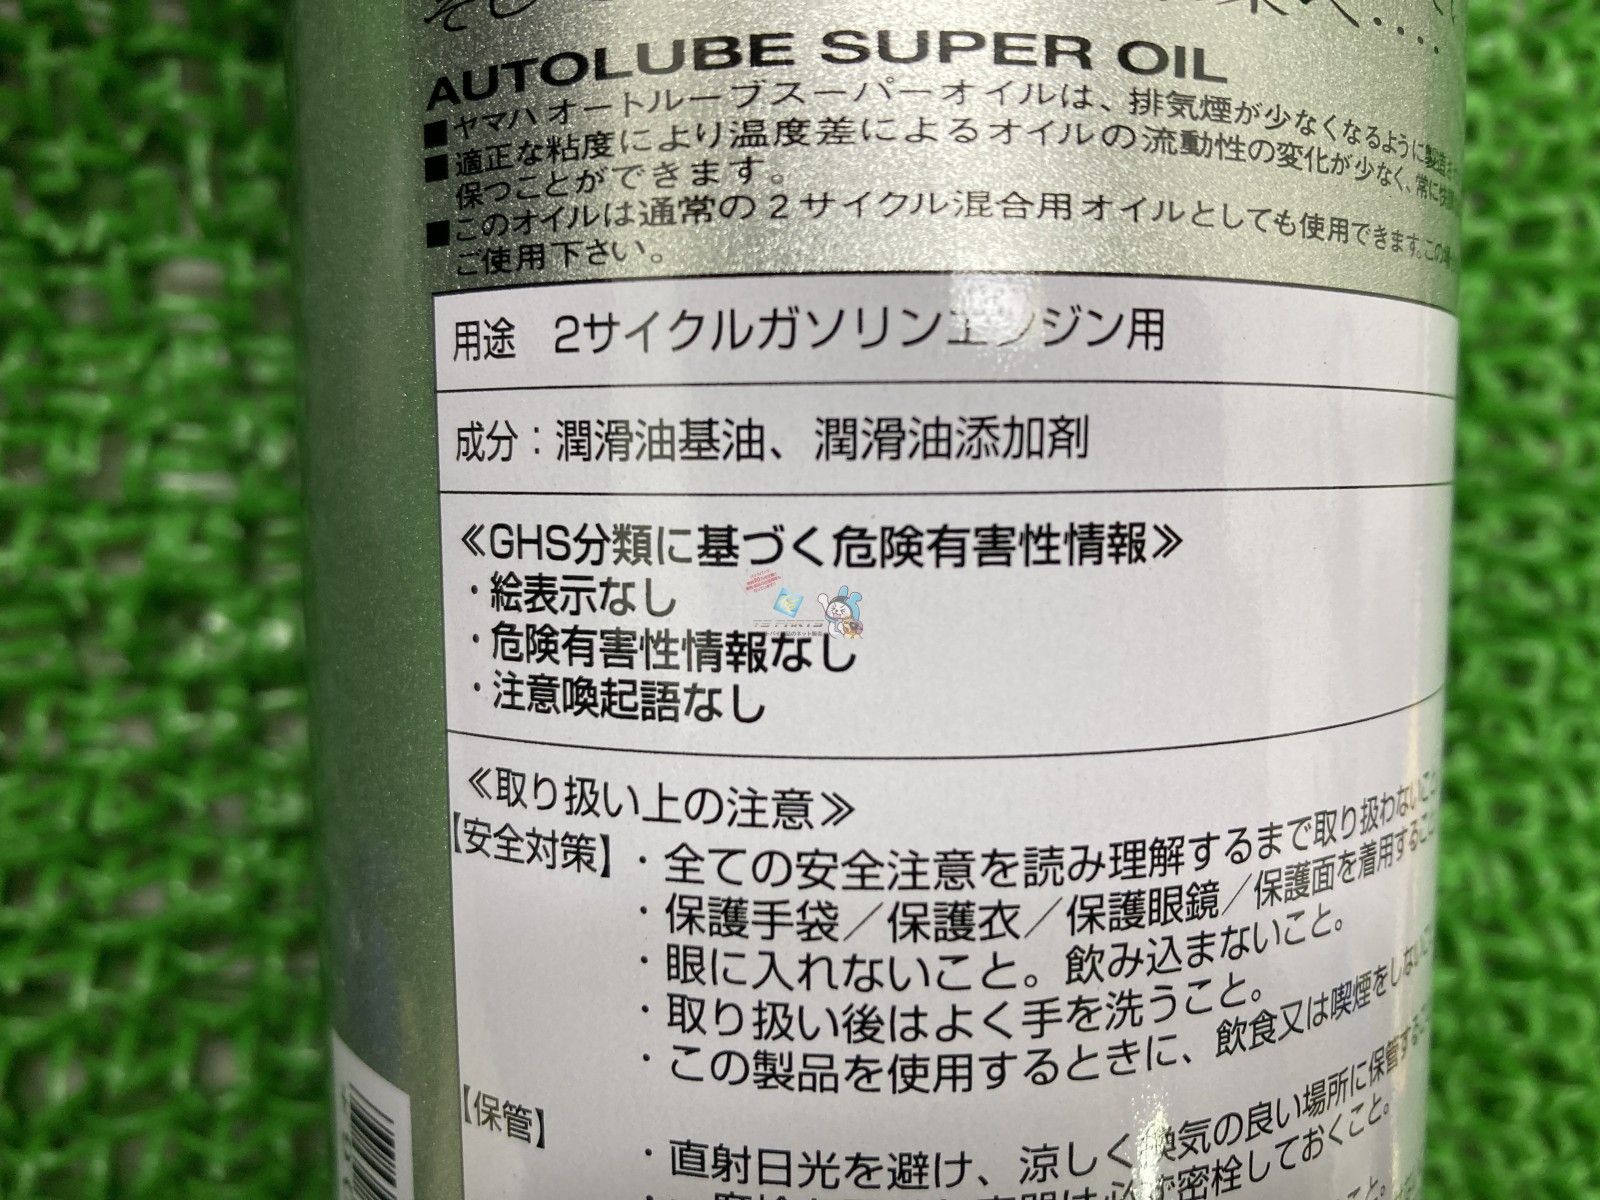 AUTOLUBE SUPER OIL
■ヤマハオートルーブスーパーオイルは、排気煙が少なくなるように製造さ
■適正な粘度により温度差によるオイルの流動性の変化が少なく、常に
保つことができます。
■このオイルは通常の2サイクル混合用オイルとしても使用できます。この
ご使用下さい。
用途 2サイクルガソリンエンジン用
成分：潤滑油基油、潤滑油添加剤
≪GHS分類に基づく危険有害性情報≫
・絵表示なし
・危険有害性情報なし
・注意喚起語なし
≪取り扱い上の注意≫
【安全対策】・全ての安全注意を読み理解するまで取り扱わないこ
・保護手袋／保護衣／保護眼鏡／保護面を着用すること
・眼に入れないこと。飲み込まないこと。
・取り扱い後はよく手を洗うこと。
・この製品を使用するときに、飲食又は喫煙をしないこ
【保管】
・直射日光を避け、涼しく換気の良い場所に保管する
密栓しておくこと。